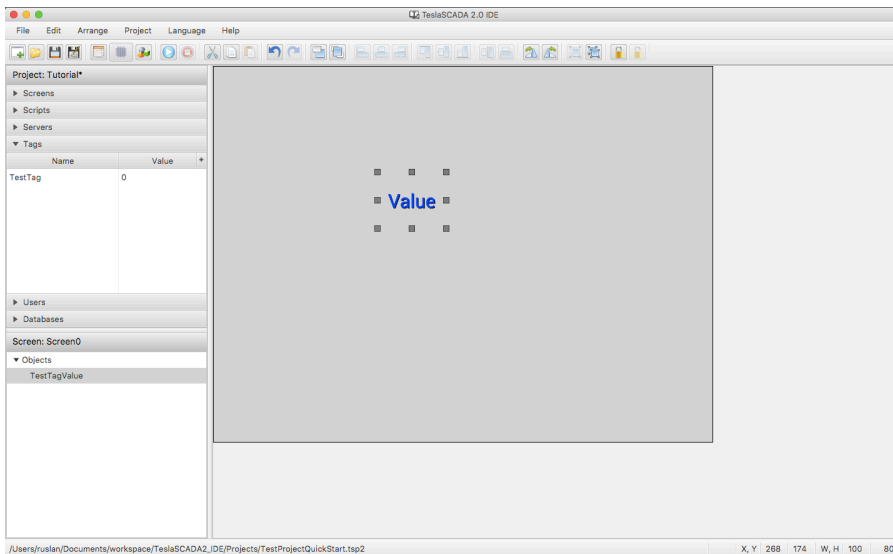 TeslaSCADA 2.0 IDE
File Edit Arrange Project Language Help
Project: Tutorial*
Screens
Scripts
Servers
Tags
Name Value +
TestTag 0
Value
Users
Databases
Screen: Screen0
Objects
TestTagValue
/Users/ruslan/Documents/workspace/TeslaSCADA2_IDE/Projects/TestProjectQuickStart.tsp2 X, Y 268 174 W, H 100 80